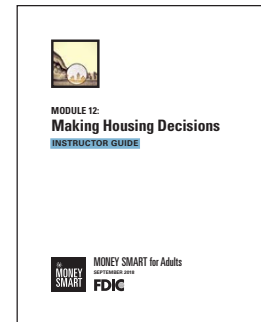 MODULE 12:
Making Housing Decisions
INSTRUCTOR GUIDE
MONEY SMART
MONEY SMART for Adults
SEPTEMBER 2018
FDIC